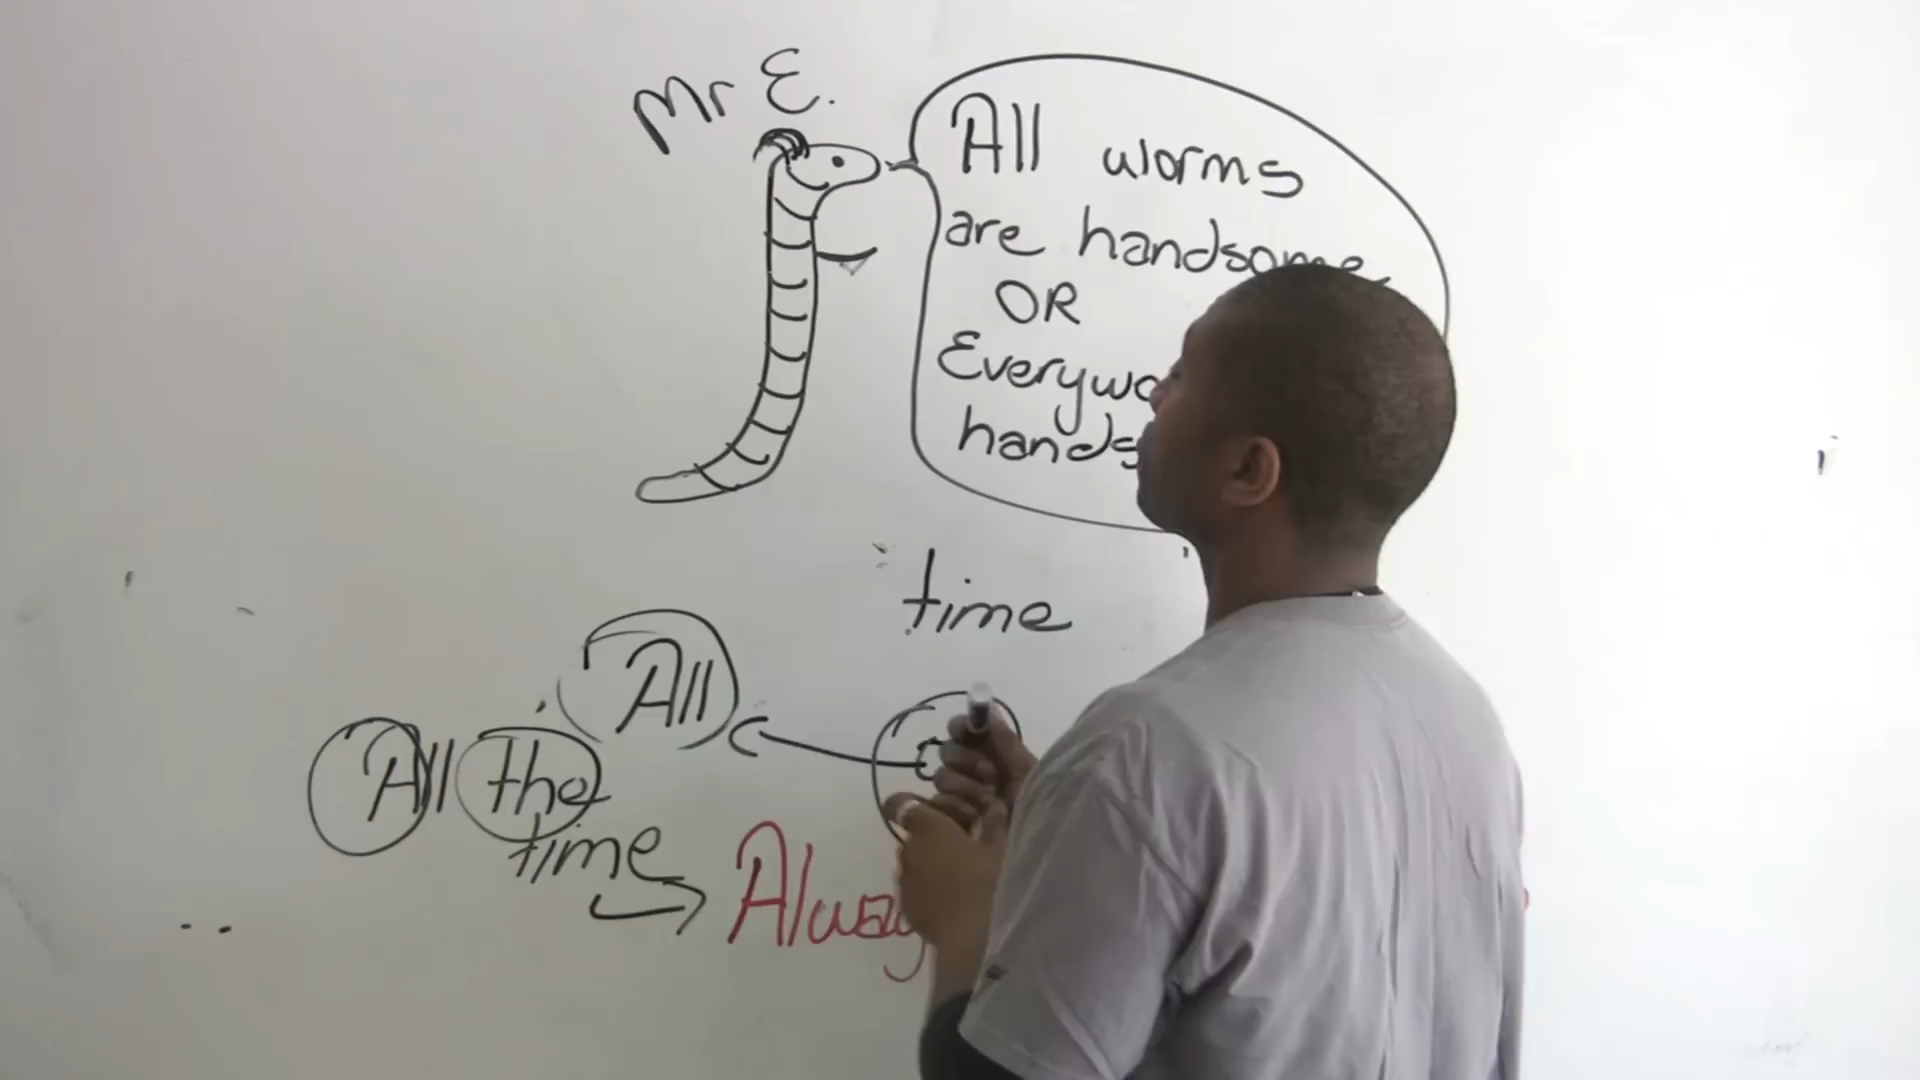 Mr E.
All worms
are handsome
OR
time
All
All the
time